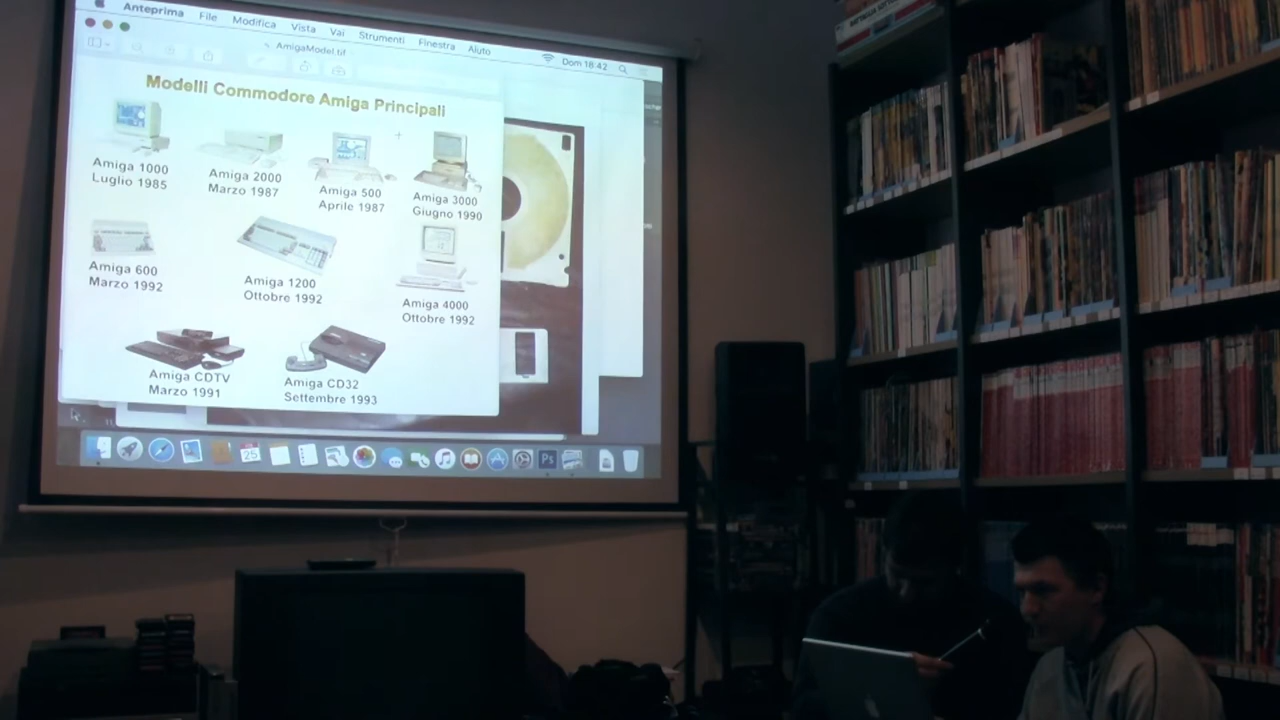 Anteprima File Modifica Vista Vai Strumenti Finestra Aiuto
Dom 18:42
AmigaModel.tif
Modelli Commodore Amiga Principali
Amiga 1000
Luglio 1985
Amiga 2000
Marzo 1987
Amiga 500
Aprile 1987
Amiga 3000
Giugno 1990
Amiga 600
Marzo 1992
Amiga 1200
Ottobre 1992
Amiga 4000
Ottobre 1992
Amiga CDTV
Marzo 1991
Amiga CD32
Settembre 1993
25
Ps